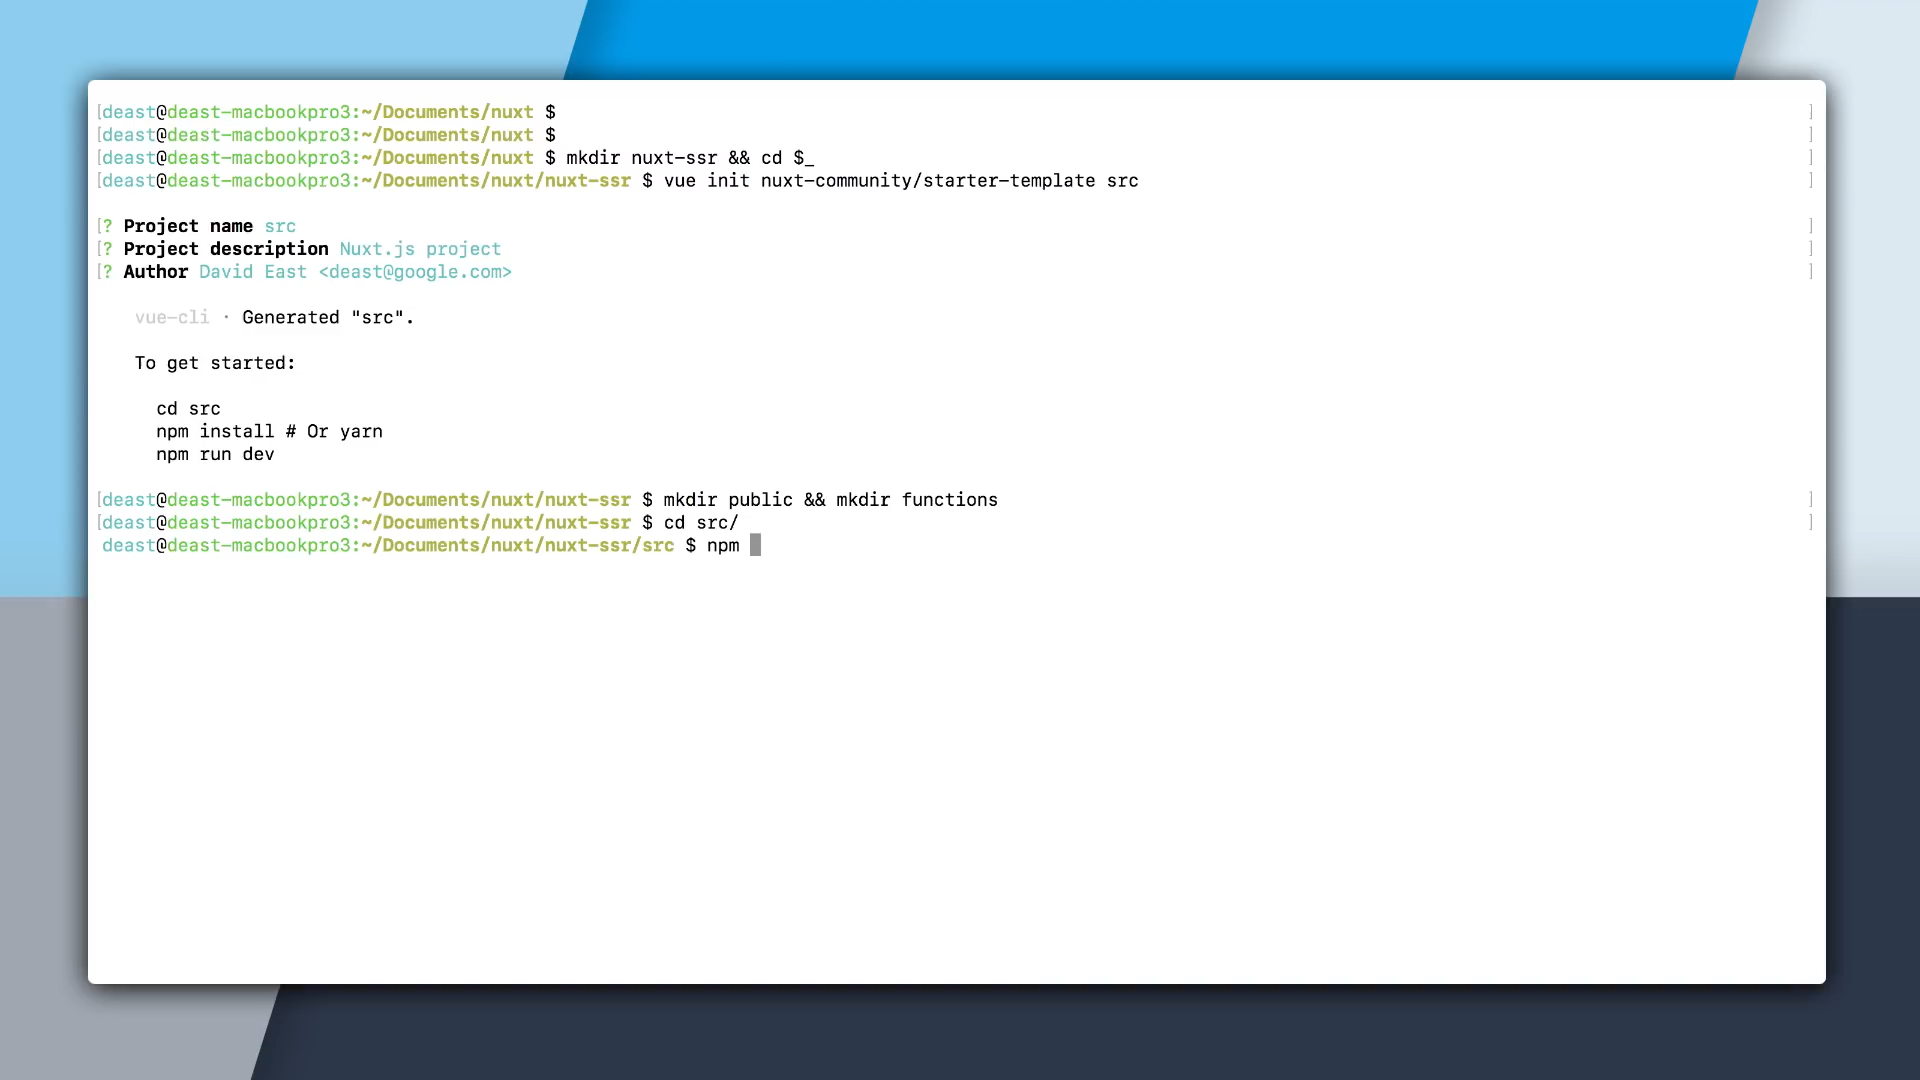 [deast@deast-macbookpro3:~/Documents/nuxt $ ]
[deast@deast-macbookpro3:~/Documents/nuxt $ ]
[deast@deast-macbookpro3:~/Documents/nuxt $ mkdir nuxt-ssr && cd $_ ]
[deast@deast-macbookpro3:~/Documents/nuxt/nuxt-ssr $ vue init nuxt-community/starter-template src ]
[? Project name src ]
[? Project description Nuxt.js project ]
[? Author David East <deast@google.com> ]
vue-cli · Generated "src".
To get started:
cd src
npm install # Or yarn
npm run dev
[deast@deast-macbookpro3:~/Documents/nuxt/nuxt-ssr $ mkdir public && mkdir functions ]
[deast@deast-macbookpro3:~/Documents/nuxt/nuxt-ssr $ cd src/ ]
deast@deast-macbookpro3:~/Documents/nuxt/nuxt-ssr/src $ npm